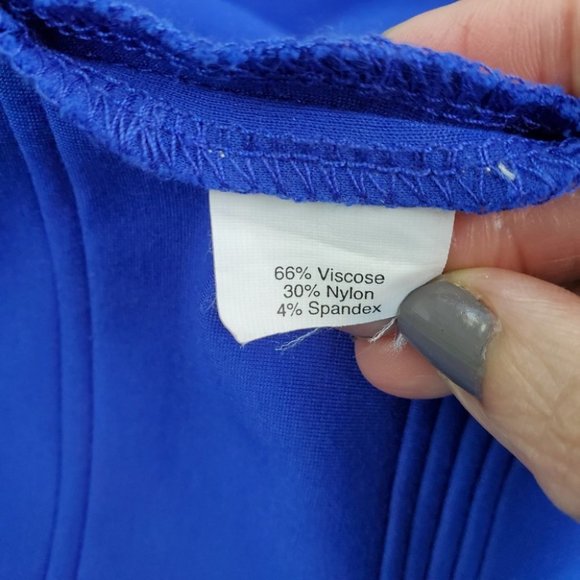 66% Viscose
30% Nylon
4% Spandex